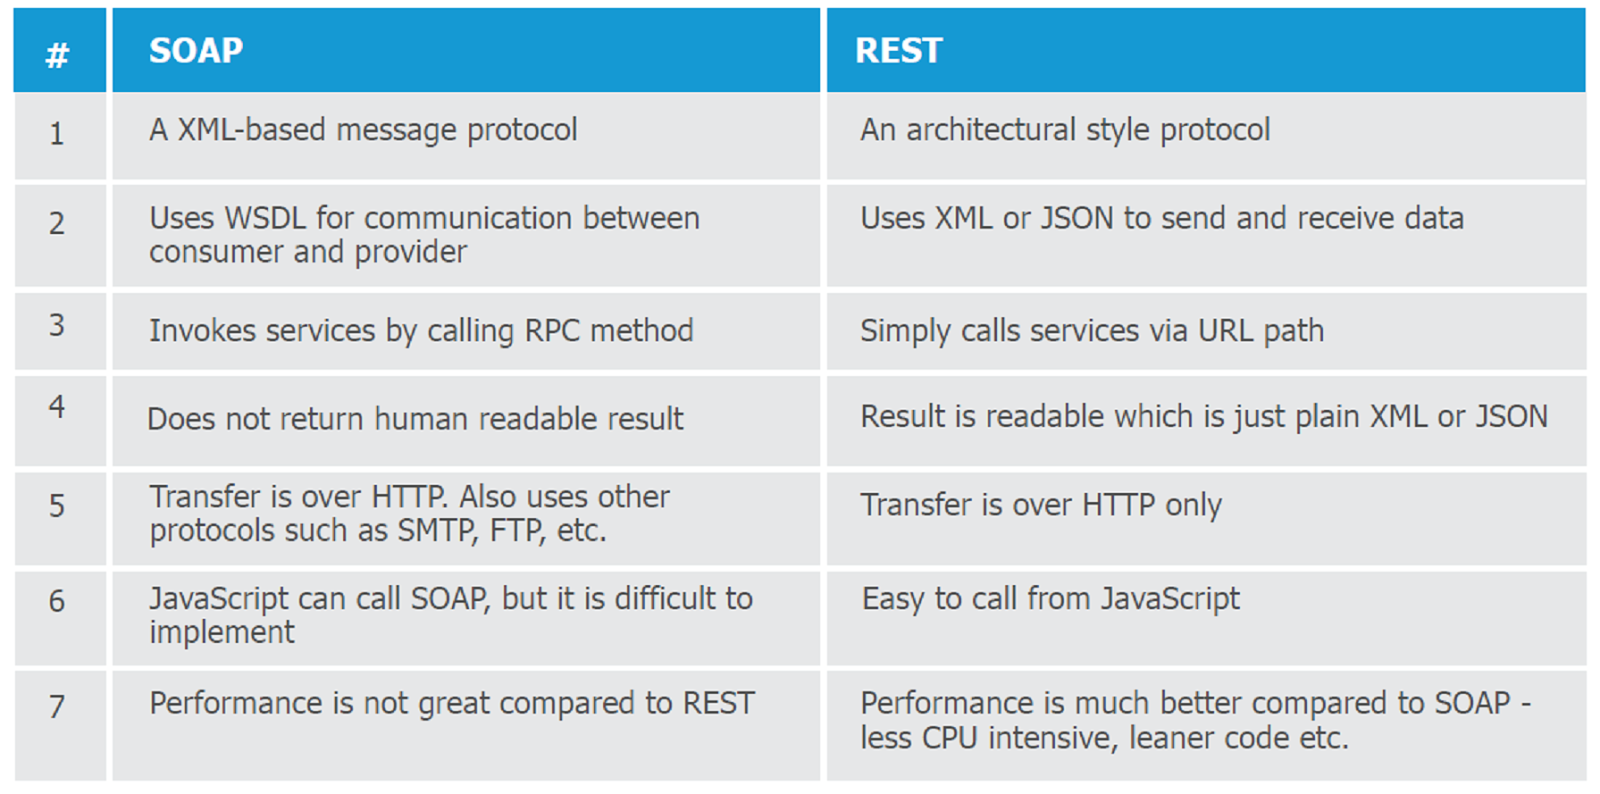 # SOAP REST
1 A XML-based message protocol An architectural style protocol
2 Uses WSDL for communication between Uses XML or JSON to send and receive data
consumer and provider
3 Invokes services by calling RPC method Simply calls services via URL path
4 Does not return human readable result Result is readable which is just plain XML or JSON
5 Transfer is over HTTP. Also uses other Transfer is over HTTP only
protocols such as SMTP, FTP, etc.
6 JavaScript can call SOAP, but it is difficult to Easy to call from JavaScript
implement
7 Performance is not great compared to REST Performance is much better compared to SOAP -
less CPU intensive, leaner code etc.